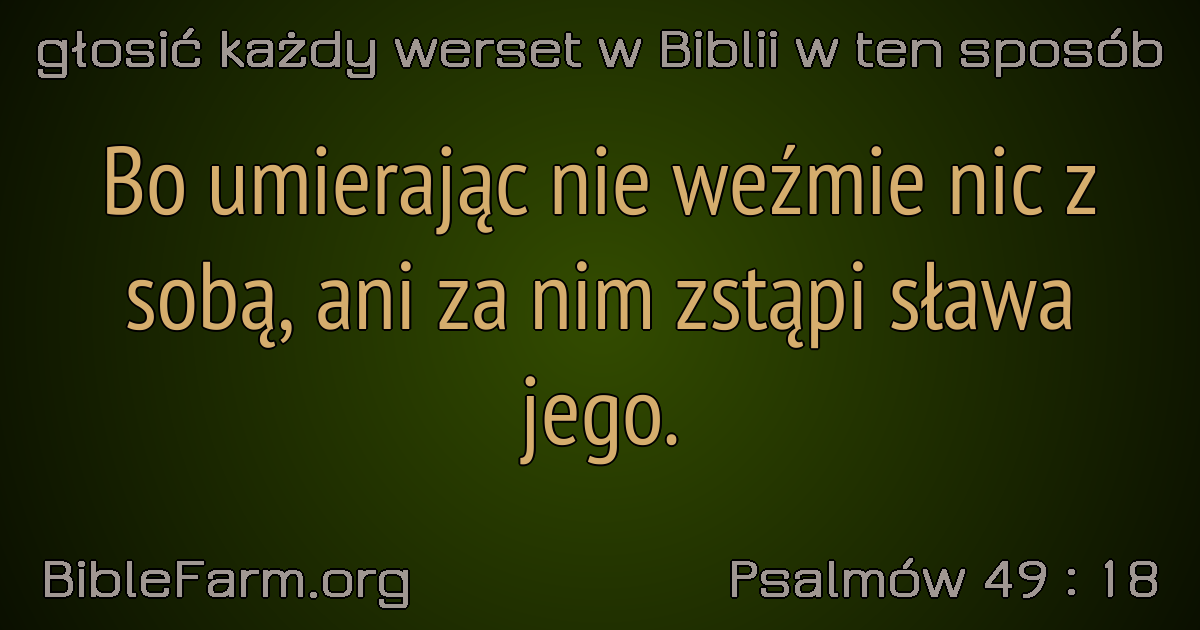 głosić każdy werset w Biblii w ten sposób
Bo umierając nie weźmie nic z
sobą, ani za nim zstąpi sława
jego.
BibleFarm.org
Psalmów 49 : 18